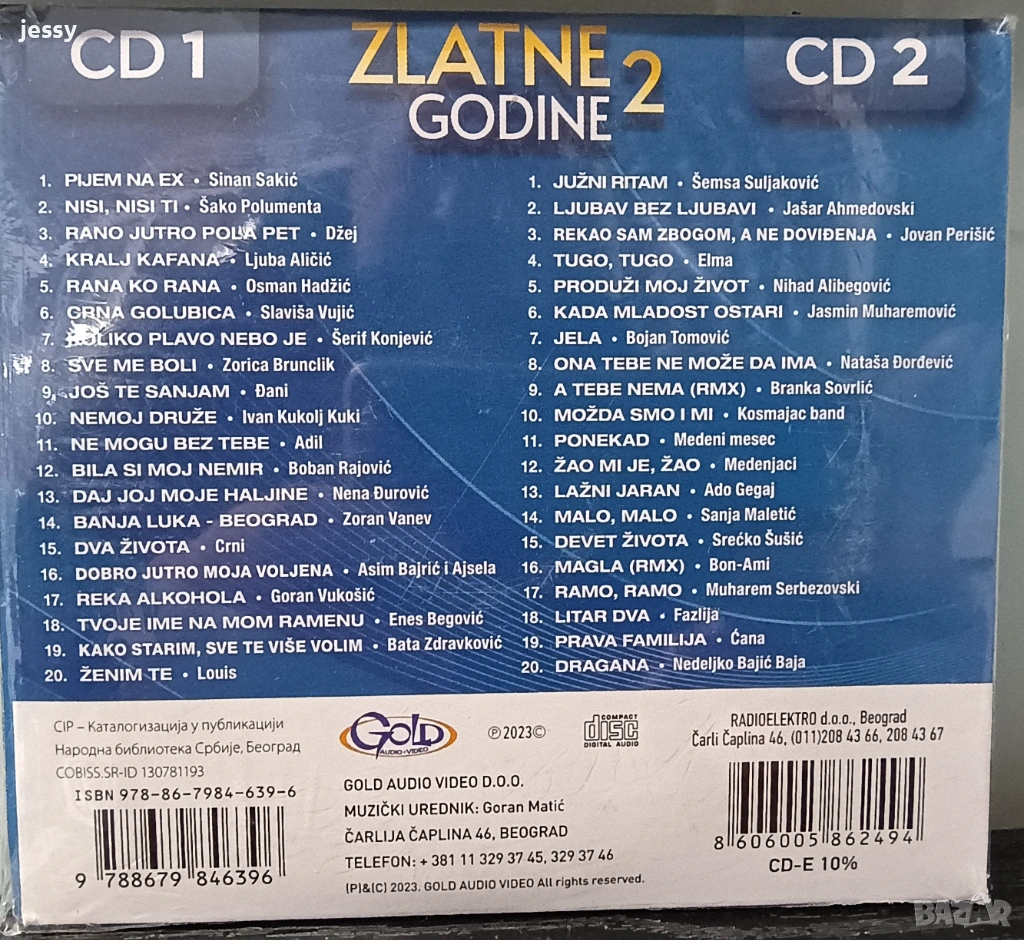 jessy
CD 1
ZLATNE GODINE 2
CD 2
1. PIJEM NA EX • Sinan Sakić
2. NISI, NISI TI • Šako Polumenta
3. RANO JUTRO POLA PET • Džej
4. KRALJ KAFANA • Ljuba Aličić
5. RANA KO RANA • Osman Hadžić
6. CRNA GOLUBICA • Slaviša Vujić
7. KOLIKO PLAVO NEBO JE • Šerif Konjević
8. SVE ME BOLI • Zorica Brunclik
9. JOŠ TE SANJAM • Đani
10. NEMOJ DRUŽE • Ivan Kukolj Kuki
11. NE MOGU BEZ TEBE • Adil
12. BILA SI MOJ NEMIR • Boban Rajović
13. DAJ JOJ MOJE HALJINE • Nena Đurović
14. BANJA LUKA - BEOGRAD • Zoran Vanev
15. DVA ŽIVOTA • Crni
16. DOBRO JUTRO MOJA VOLJENA • Asim Bajrić i Ajsela
17. REKA ALKOHOLA • Goran Vukošić
18. TVOJE IME NA MOM RAMENU • Enes Begović
19. KAKO STARIM, SVE TE VIŠE VOLIM • Bata Zdravković
20. ŽENIM TE • Louis
1. JUŽNI RITAM • Šemsa Suljaković
2. LJUBAV BEZ LJUBAVI • Jašar Ahmedovski
3. REKAO SAM ZBOGOM, A NE DOVIĐENJA • Jovan Perišić
4. TUGO, TUGO • Elma
5. PRODUŽI MOJ ŽIVOT • Nihad Alibegović
6. KADA MLADOST OSTARI • Jasmin Muharemović
7. JELA • Bojan Tomović
8. ONA TEBE NE MOŽE DA IMA • Nataša Đorđević
9. A TEBE NEMA (RMX) • Branka Sovrlić
10. MOŽDA SMO I MI • Kosmajac band
11. PONEKAD • Medeni mesec
12. ŽAO MI JE, ŽAO • Medenjaci
13. LAŽNI JARAN • Ado Gegaj
14. MALO, MALO • Sanja Maletić
15. DEVET ŽIVOTA • Srećko Šušić
16. MAGLA (RMX) • Bon-Ami
17. RAMO, RAMO • Muharem Serbezovski
18. LITAR DVA • Fazlija
19. PRAVA FAMILIJA • Ćana
20. DRAGANA • Nedeljko Bajić Baja
CIP – Каталогизација у публикацији
Народна библиотека Србије, Београд
COBISS.SR-ID 130781193
ISBN 978-86-7984-639-6
9 788679 846396
GOLD
AUDIO•VIDEO
℗2023©
COMPACT
disc
DIGITAL AUDIO
GOLD AUDIO VIDEO D.O.O.
MUZIČKI UREDNIK: Goran Matić
ČARLIJA ČAPLINA 46, BEOGRAD
TELEFON: + 381 11 329 37 45, 329 37 46
(P)&(C) 2023. GOLD AUDIO VIDEO All rights reserved.
RADIOELEKTRO d.o.o., Beograd
Čarli Čaplina 46, (011)208 43 66, 208 43 67
8 606005 862494
CD-E 10%
BAZAR